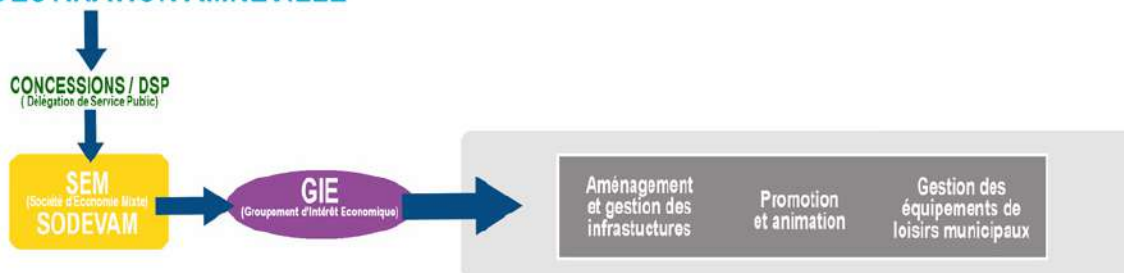 CONCESSIONS / DSP
( Délégtion de Service Public)
SEM
(Société d'Economie Mixte)
SODEVAM
GIE
(Groupement d'Intérêt Economique)
Aménagement
et gestion des
infrastuctures
Promotion
et animation
Gestion des
équipements de
loisirs municipaux